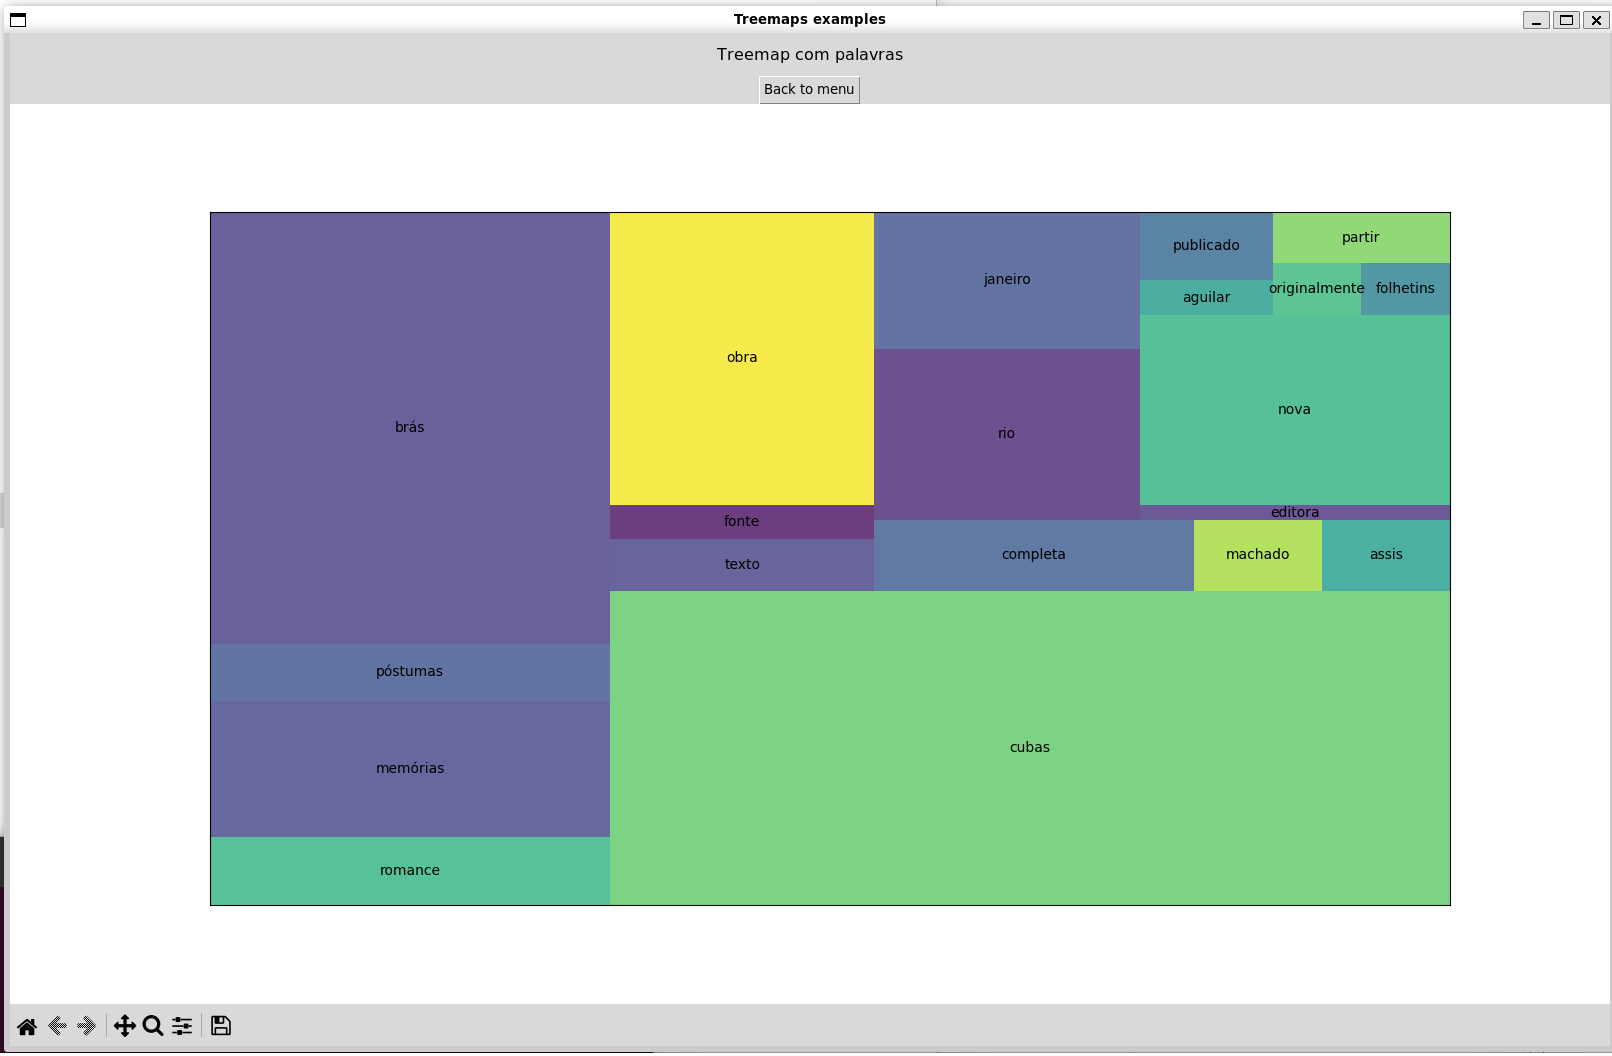 Treemaps examples
Treemap com palavras
Back to menu
brás
póstumas
memórias
romance
obra
fonte
texto
janeiro
rio
publicado
aguilar
partir
originalmente
folhetins
nova
editora
completa
machado
assis
cubas